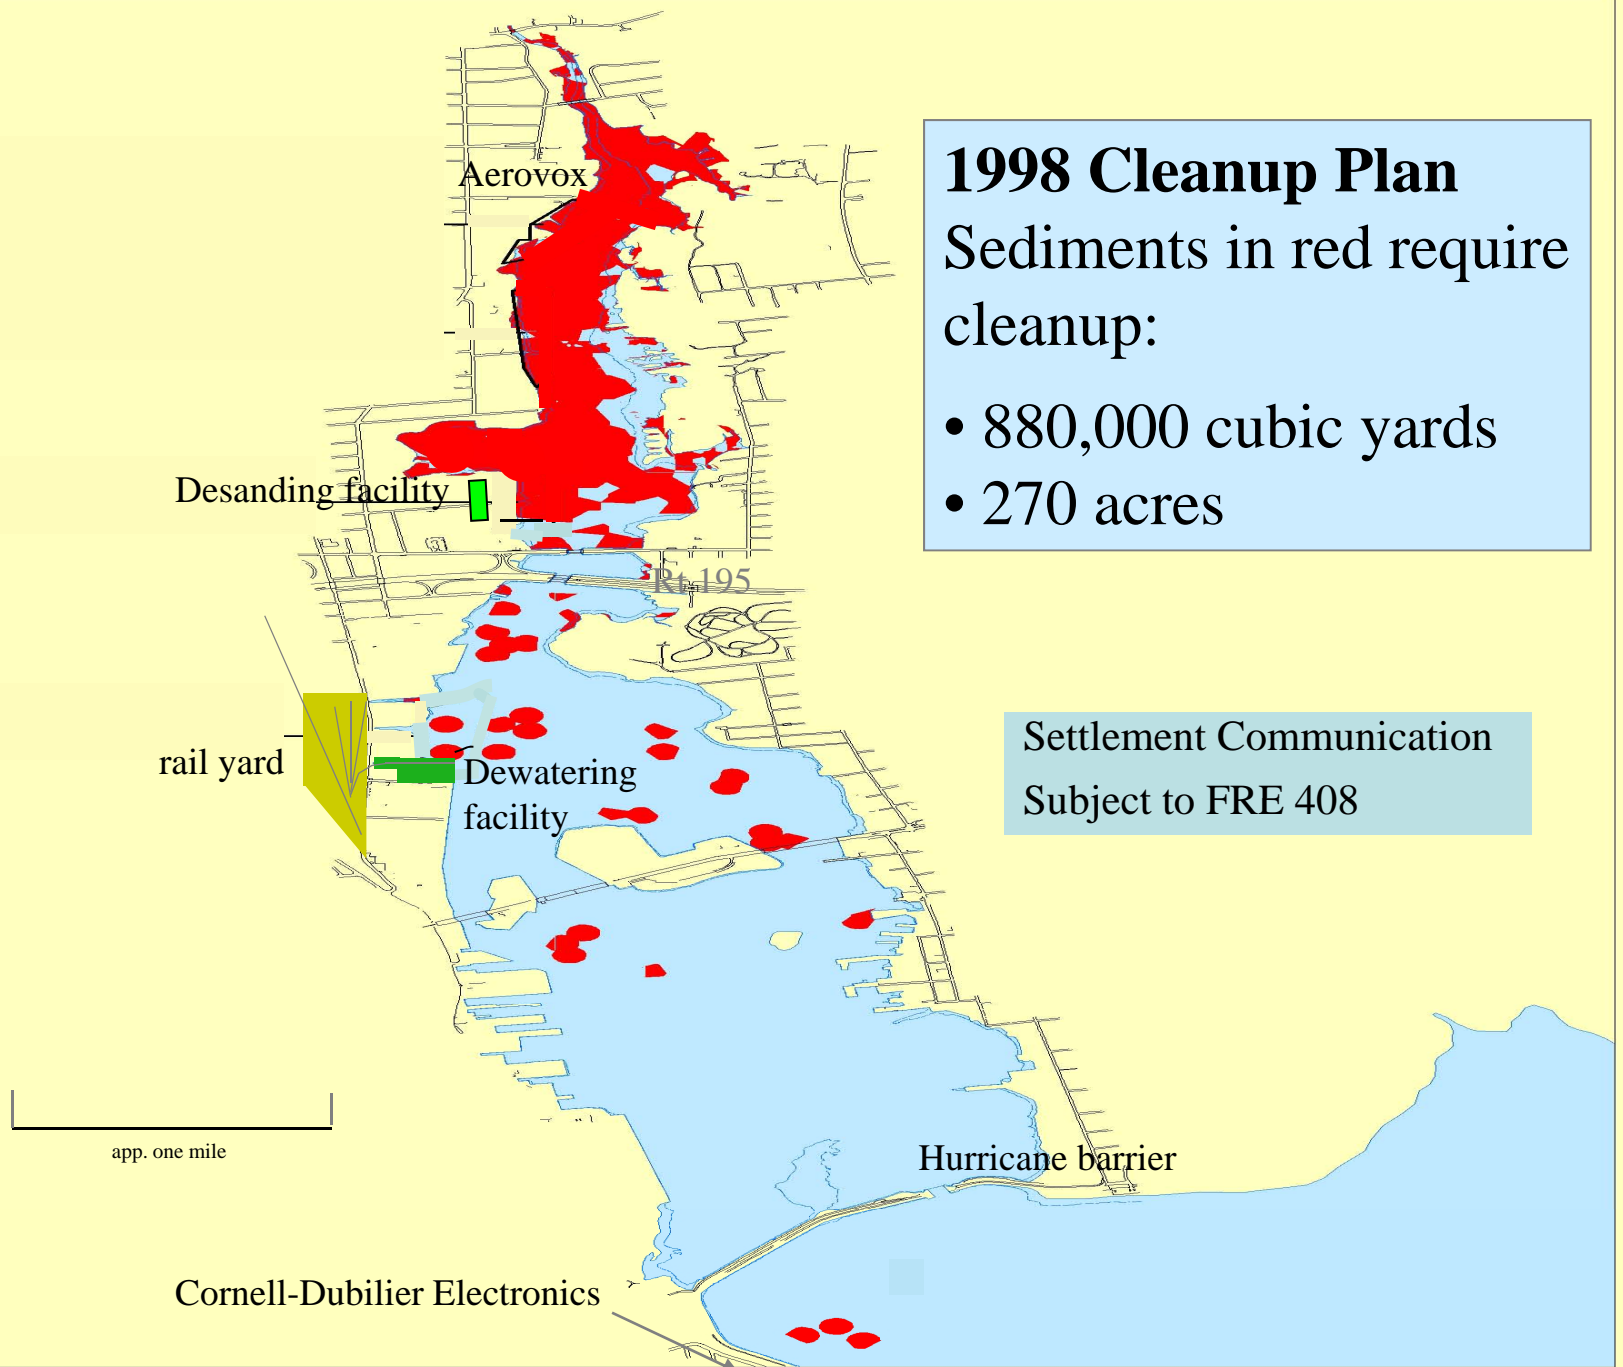 Aerovox
1998 Cleanup Plan
Sediments in red require
cleanup:
• 880,000 cubic yards
• 270 acres
Desanding facility
Rt 195
Settlement Communication
Subject to FRE 408
rail yard
Dewatering
facility
app. one mile
Hurricane barrier
Cornell-Dubilier Electronics